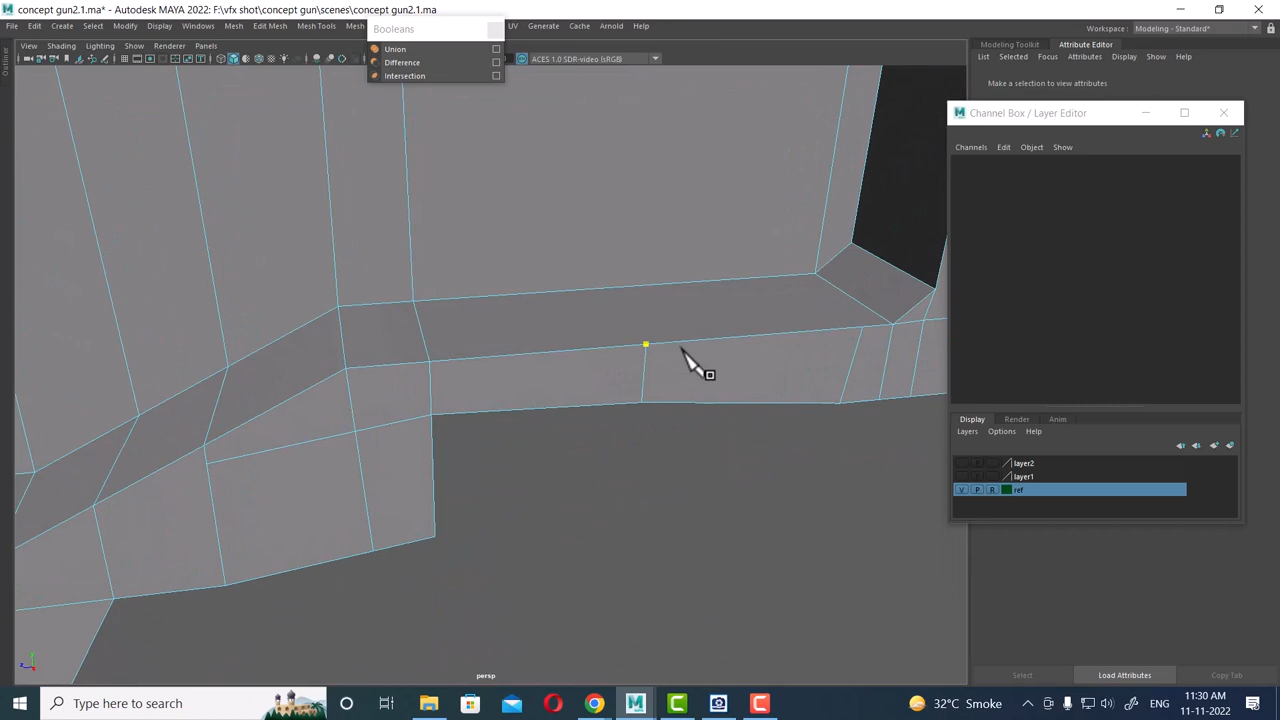 concept gun2.1.ma* - Autodesk MAYA 2022: F:\vfx shot\concept gun\scenes\concept gun2.1.ma
File Edit Create Select Modify Display Windows Mesh Edit Mesh Mesh Tools Mesh UV Generate Cache Arnold Help
Workspace: Modeling - Standard*
Booleans
Union
Difference
Intersection
View Shading Lighting Show Renderer Panels
ACES 1.0 SDR-video (sRGB)
Outliner
Modeling Toolkit Attribute Editor
List Selected Focus Attributes Display Show Help
Make a selection to view attributes
Channel Box / Layer Editor
Channels Edit Object Show
Display Render Anim
Layers Options Help
layer2
layer1
V P R ref
persp
Select Load Attributes Copy Tab
Type here to search
32°C Smoke
ENG
11:30 AM
11-11-2022